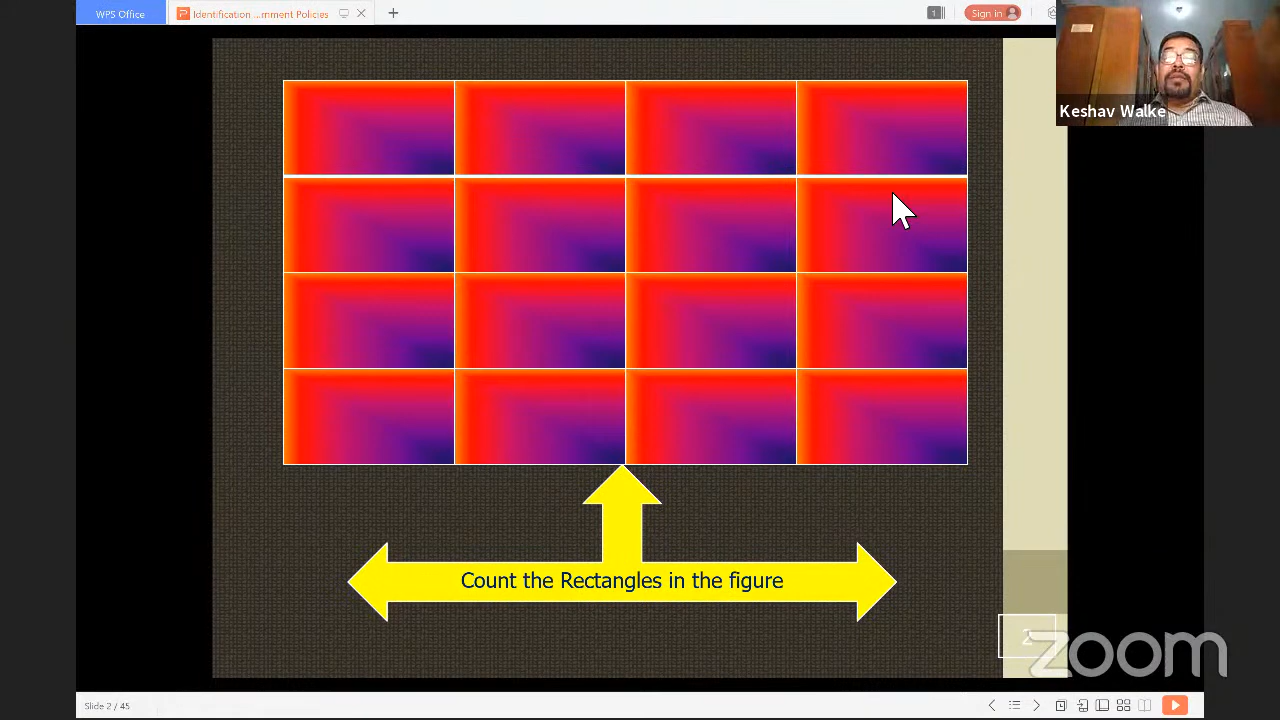 WPS Office
Identification ...rnment Policies
Sign in
Keshav Walke
Count the Rectangles in the figure
2
zoom
Slide 2 / 45